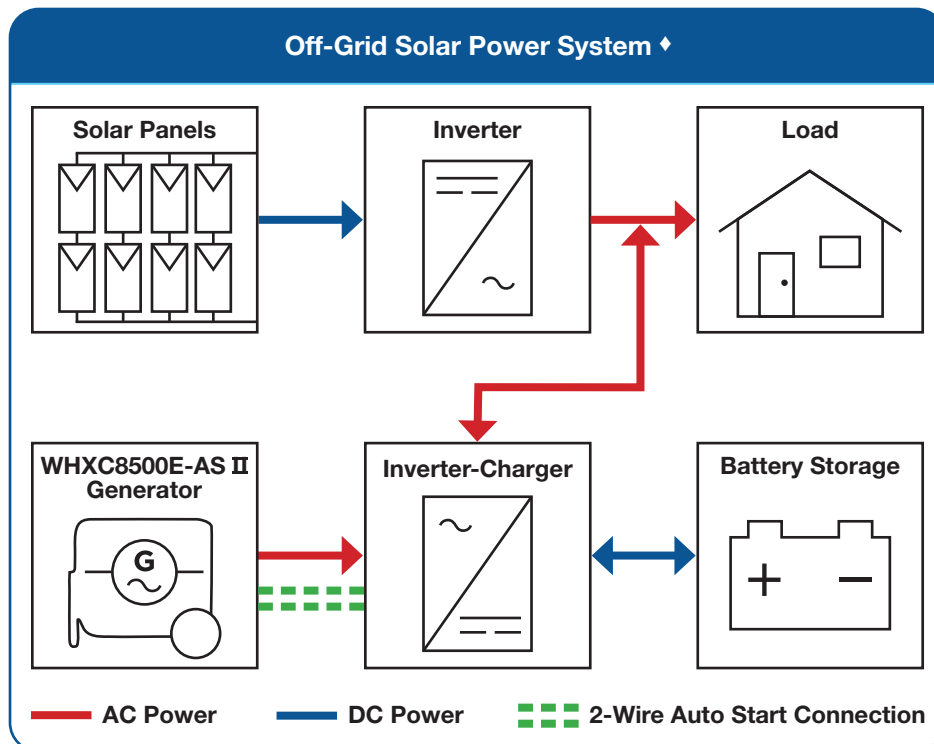 Off-Grid Solar Power System ♦
Solar Panels
Inverter
Load
WHXC8500E-AS II
Generator
G
Inverter-Charger
Battery Storage
+ −
AC Power
DC Power
2-Wire Auto Start Connection